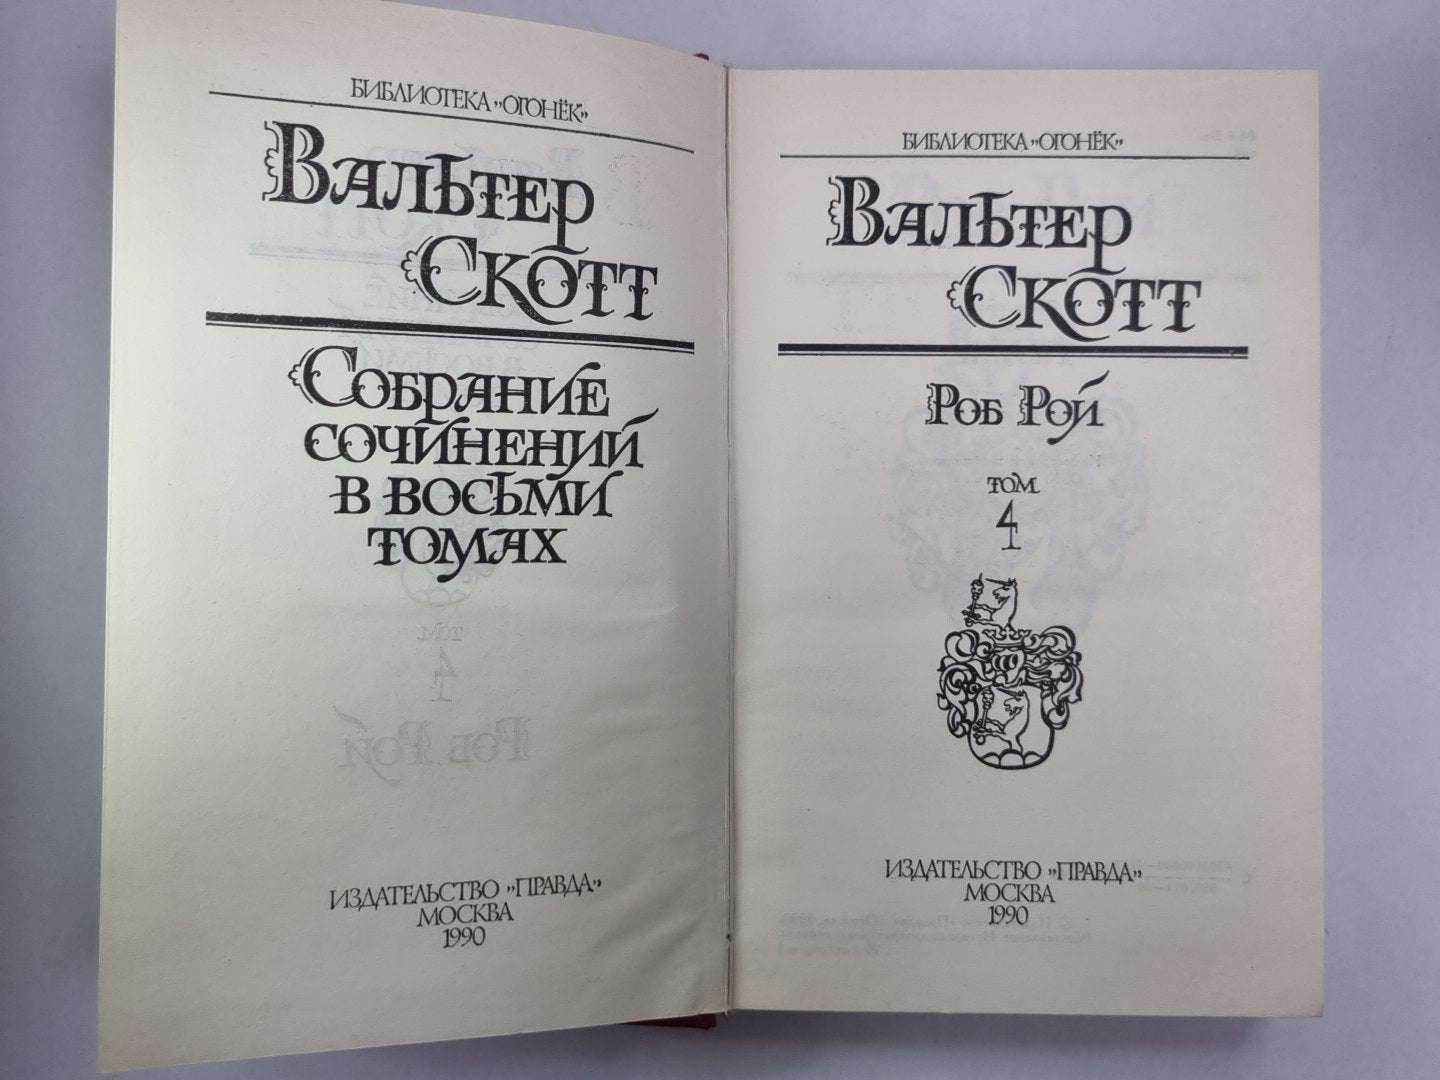 БИБЛИОТЕКА „ОГОНЁК”
ВАЛЬТЕР
СКОТТ
СОБРАНИЕ
СОЧИНЕНИЙ
В ВОСЬМИ
ТОМАХ
ИЗДАТЕЛЬСТВО „ПРАВДА”
МОСКВА
1990
БИБЛИОТЕКА „ОГОНЁК”
ВАЛЬТЕР
СКОТТ
РОБ РОЙ
ТОМ
4
ИЗДАТЕЛЬСТВО „ПРАВДА”
МОСКВА
1990